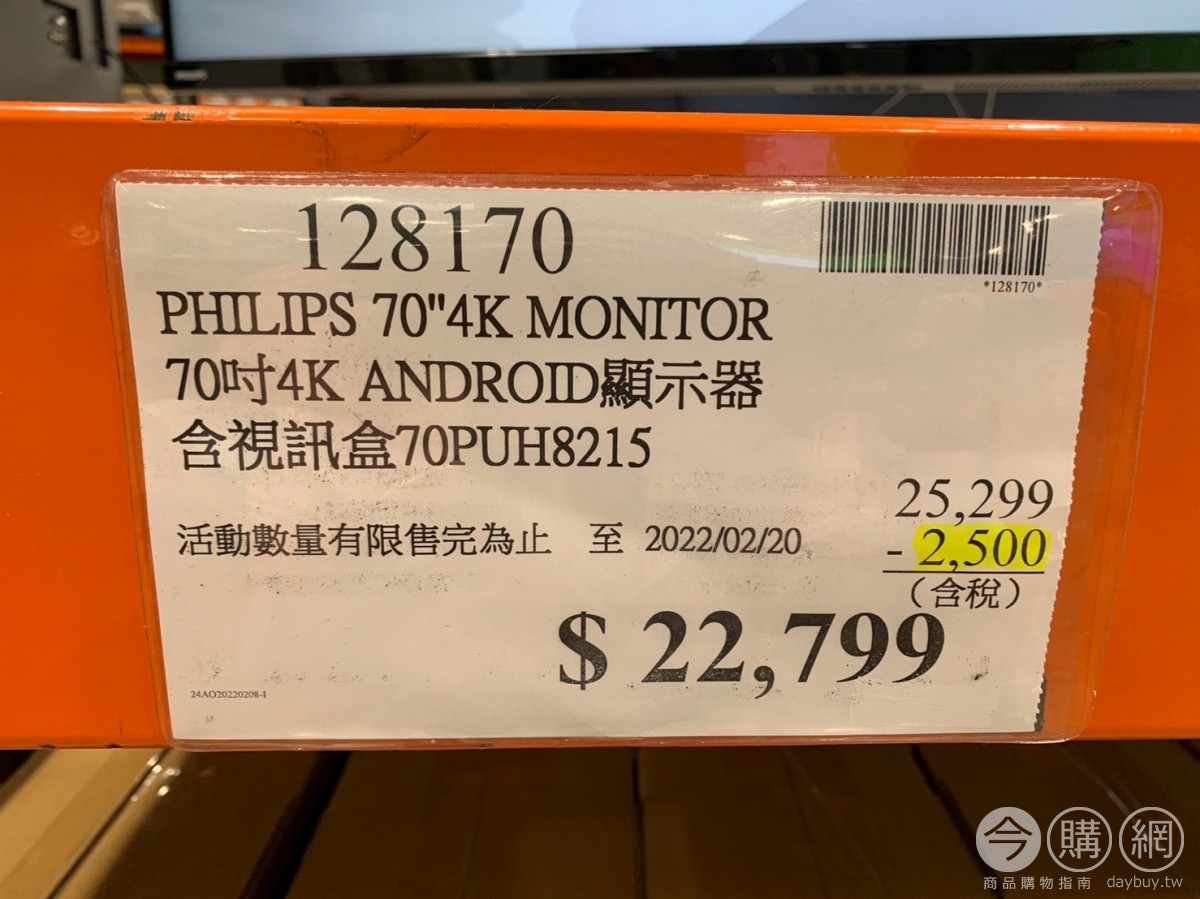 128170
*128170*
PHILIPS 70"4K MONITOR
70吋4K ANDROID顯示器
含視訊盒70PUH8215
25,299
活動數量有限售完為止 至 2022/02/20
- 2,500
(含稅)
$ 22,799
24AO20220208-1
今購網
商品購物指南 daybuy.tw